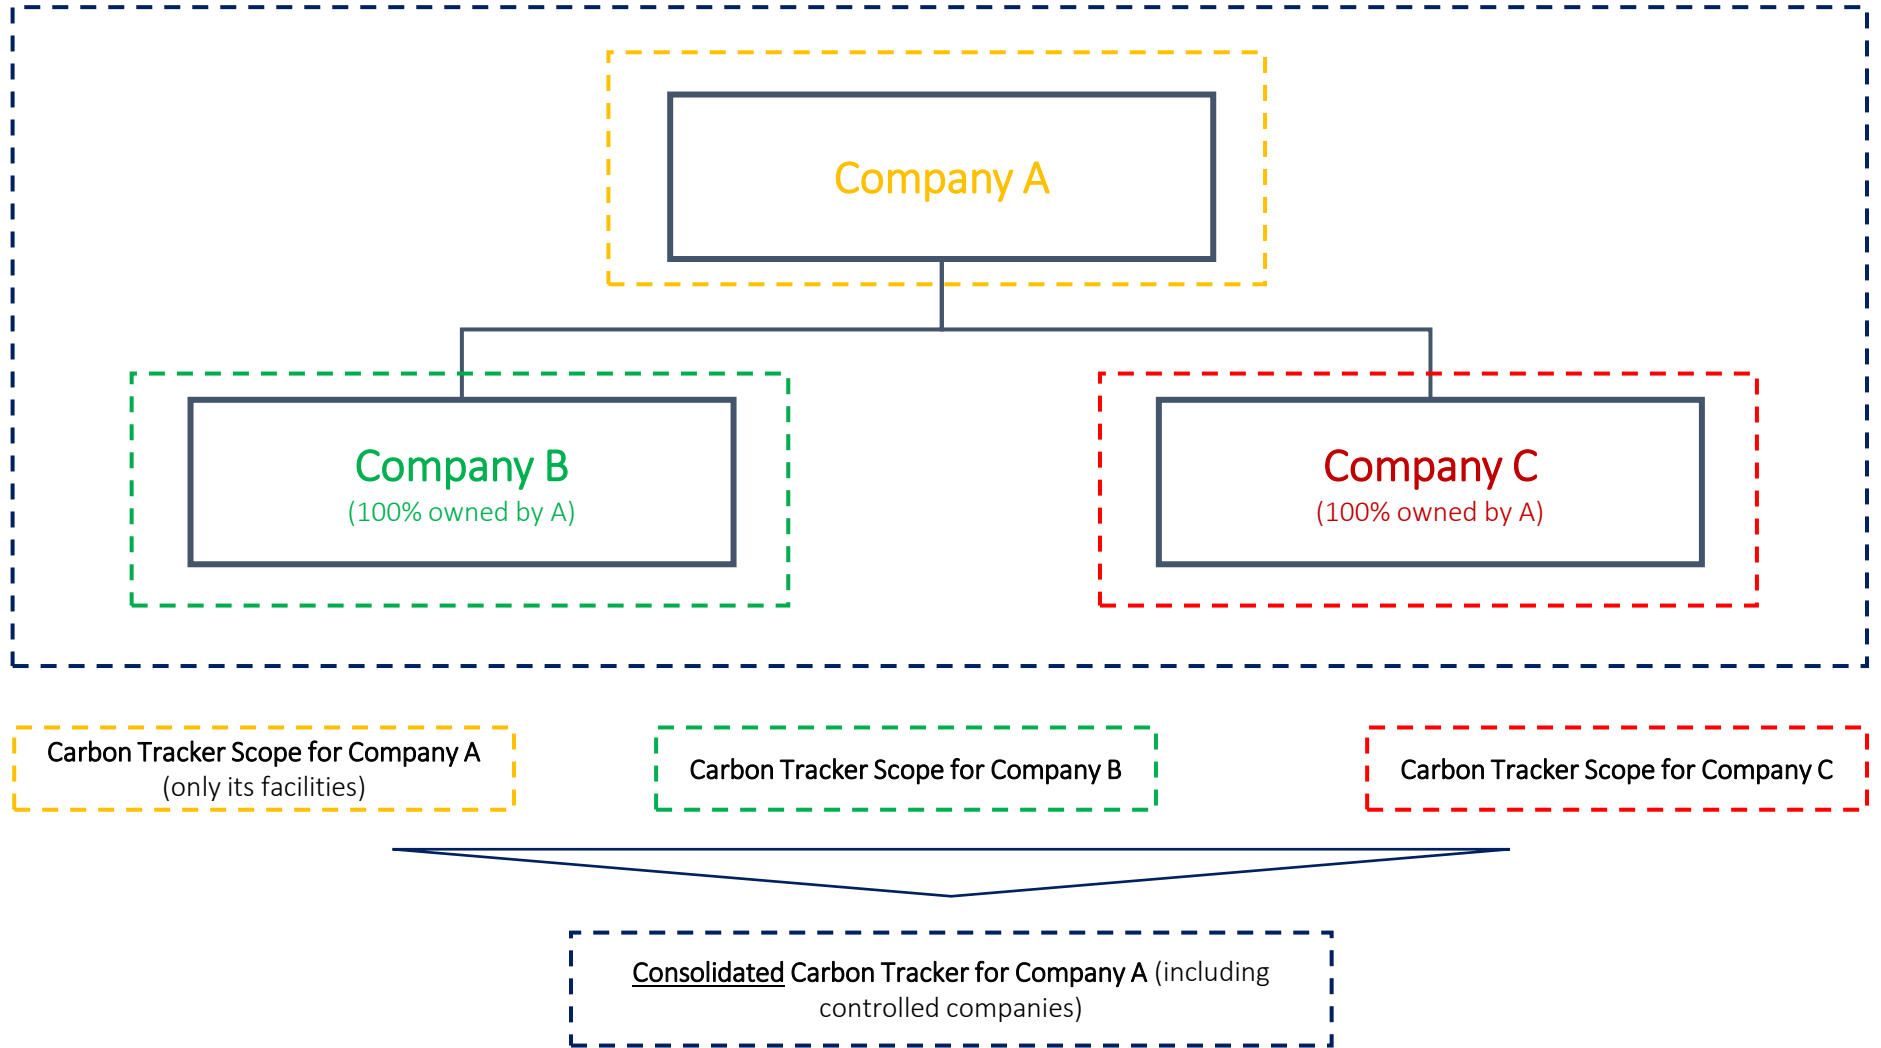 Company A
Company B
(100% owned by A)
Company C
(100% owned by A)
Carbon Tracker Scope for Company A
(only its facilities)
Carbon Tracker Scope for Company B
Carbon Tracker Scope for Company C
Consolidated Carbon Tracker for Company A (including
controlled companies)